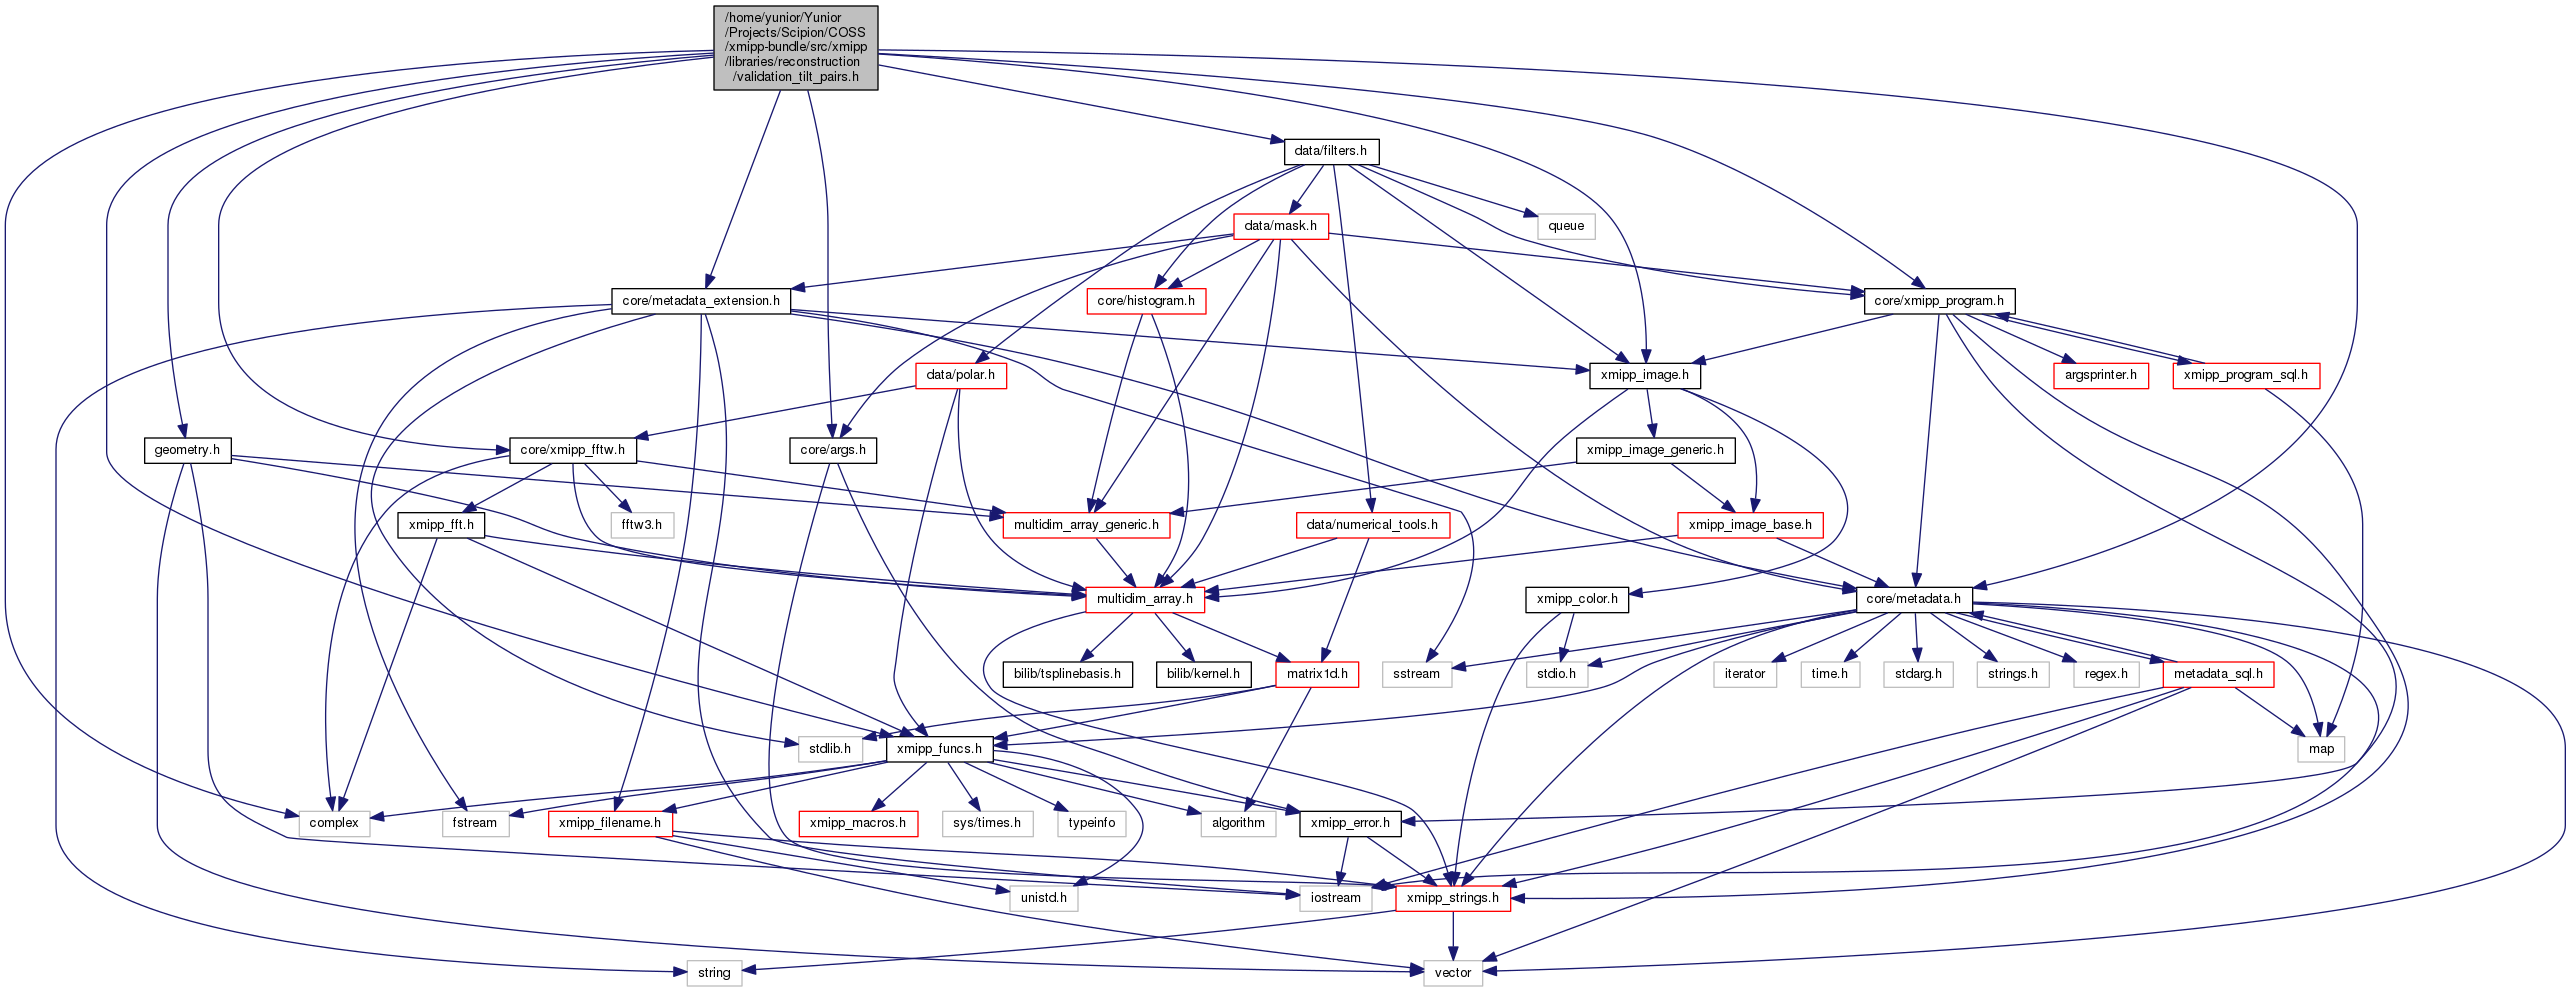 /home/yunior/Yunior
/Projects/Scipion/COSS
/xmipp-bundle/src/xmipp
/libraries/reconstruction
/validation_tilt_pairs.h
data/filters.h
data/mask.h
queue
core/metadata_extension.h
core/histogram.h
core/xmipp_program.h
data/polar.h
xmipp_image.h
argsprinter.h
xmipp_program_sql.h
geometry.h
core/xmipp_fftw.h
core/args.h
xmipp_image_generic.h
xmipp_fft.h
fftw3.h
multidim_array_generic.h
data/numerical_tools.h
xmipp_image_base.h
multidim_array.h
xmipp_color.h
core/metadata.h
bilib/tsplinebasis.h
bilib/kernel.h
matrix1d.h
sstream
stdio.h
iterator
time.h
stdarg.h
strings.h
regex.h
metadata_sql.h
stdlib.h
xmipp_funcs.h
map
complex
fstream
xmipp_filename.h
xmipp_macros.h
sys/times.h
typeinfo
algorithm
xmipp_error.h
unistd.h
iostream
xmipp_strings.h
string
vector